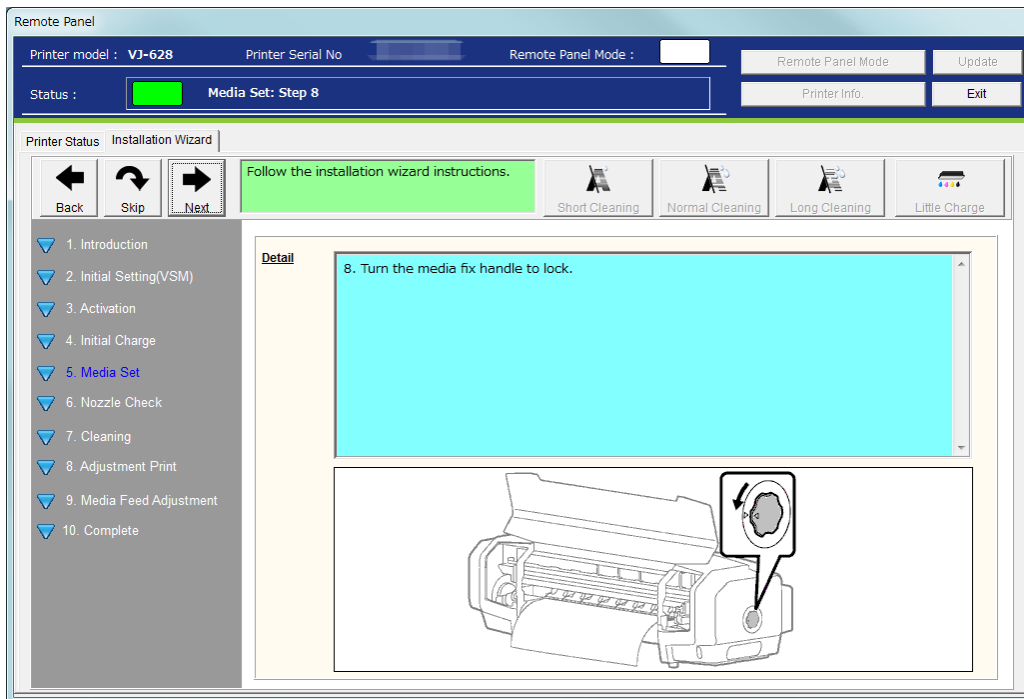 Remote Panel
Printer model : VJ-628 Printer Serial No Remote Panel Mode :
Remote Panel Mode Update
Status : Media Set: Step 8
Printer Info. Exit
Printer Status Installation Wizard
Back Skip Next
Follow the installation wizard instructions.
Short Cleaning Normal Cleaning Long Cleaning Little Charge
1. Introduction
2. Initial Setting(VSM)
3. Activation
4. Initial Charge
5. Media Set
6. Nozzle Check
7. Cleaning
8. Adjustment Print
9. Media Feed Adjustment
10. Complete
Detail
8. Turn the media fix handle to lock.